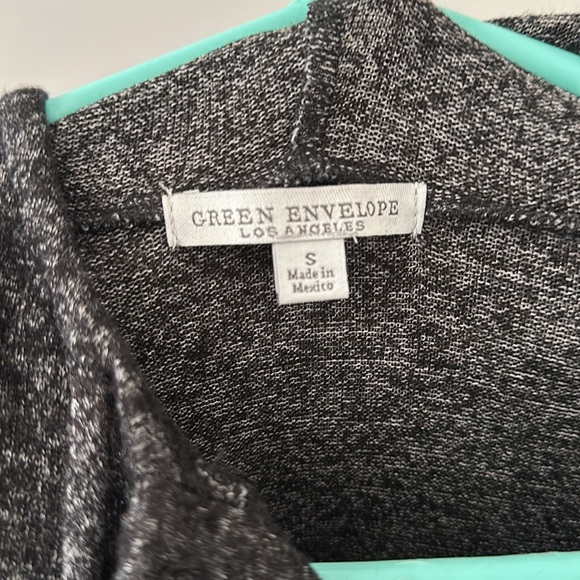 GREEN ENVELOPE
LOS ANGELES
S
Made in
Mexico